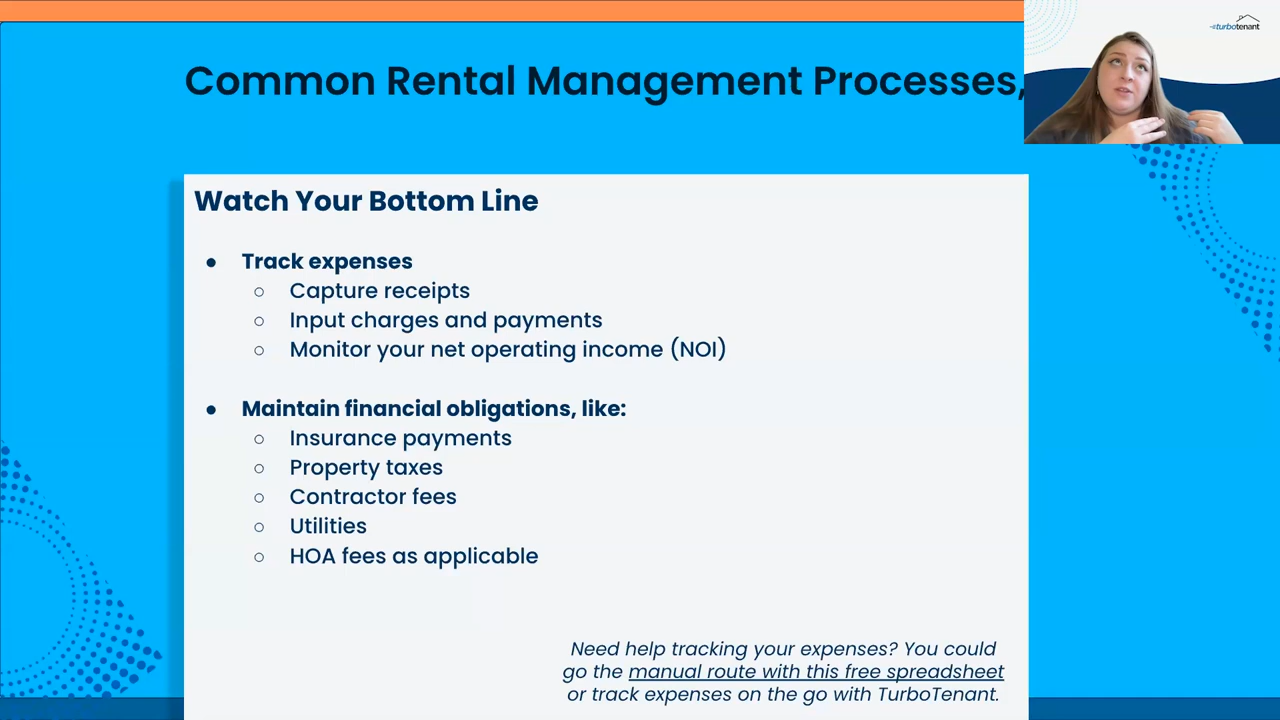 Common Rental Management Processes,
turbotenant
Watch Your Bottom Line
● Track expenses
○ Capture receipts
○ Input charges and payments
○ Monitor your net operating income (NOI)
● Maintain financial obligations, like:
○ Insurance payments
○ Property taxes
○ Contractor fees
○ Utilities
○ HOA fees as applicable
Need help tracking your expenses? You could
go the manual route with this free spreadsheet
or track expenses on the go with TurboTenant.